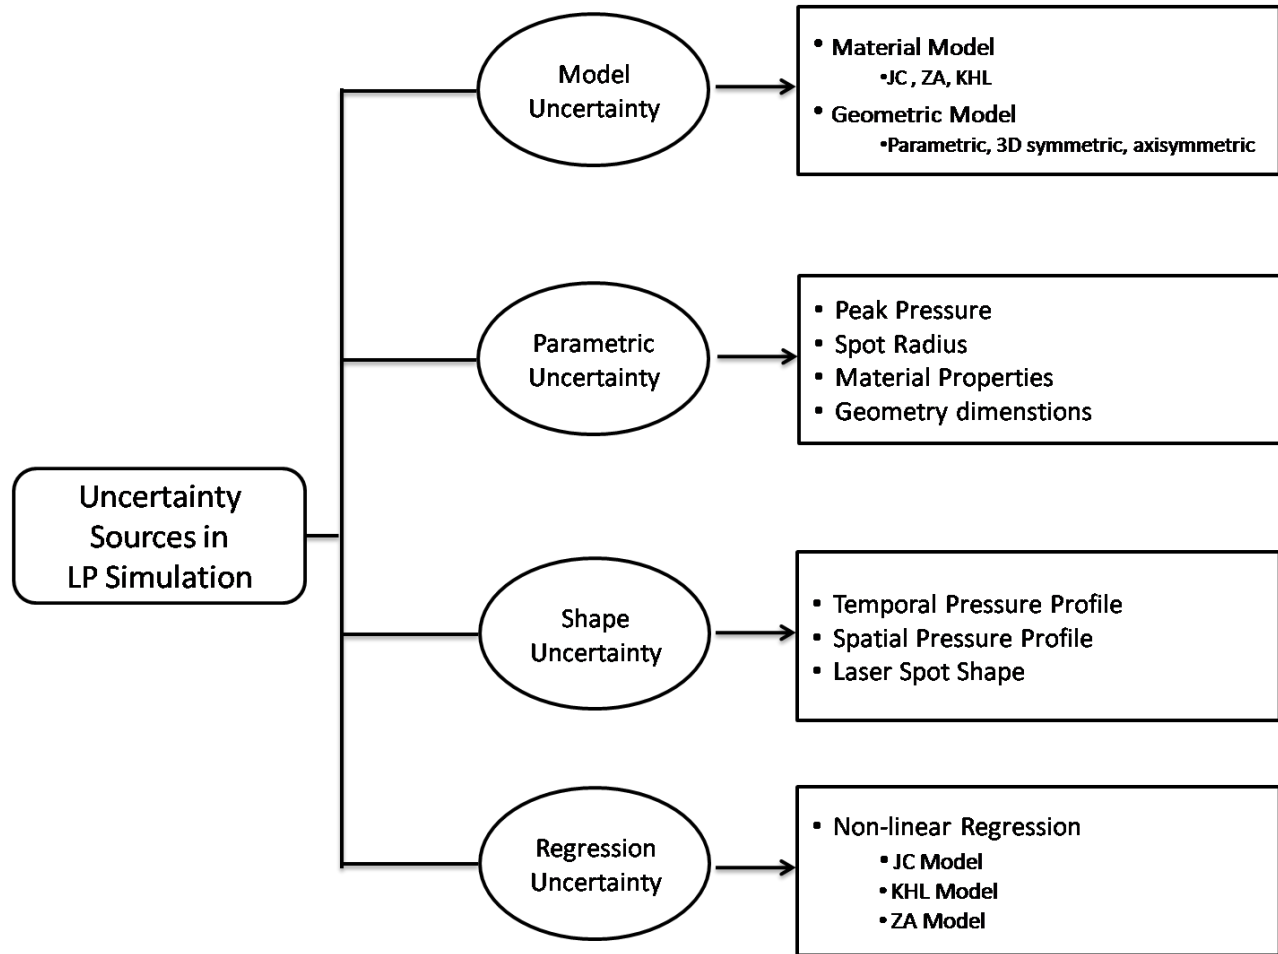 Model
Uncertainty
• Material Model
•JC , ZA, KHL
• Geometric Model
•Parametric, 3D symmetric, axisymmetric
Parametric
Uncertainty
▪ Peak Pressure
▪ Spot Radius
▪ Material Properties
▪ Geometry dimenstions
Uncertainty
Sources in
LP Simulation
Shape
Uncertainty
▪ Temporal Pressure Profile
▪ Spatial Pressure Profile
▪ Laser Spot Shape
Regression
Uncertainty
▪ Non-linear Regression
▪ JC Model
▪ KHL Model
▪ ZA Model